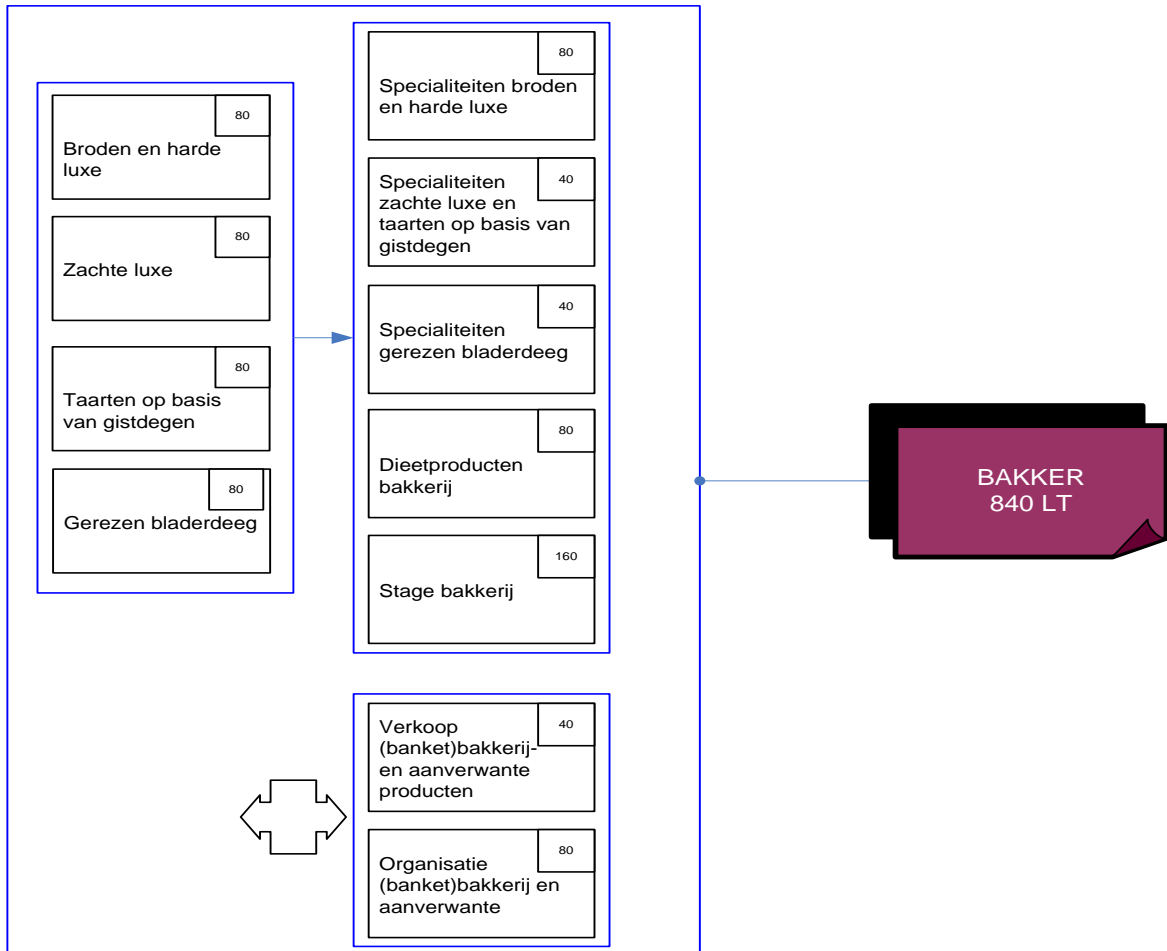 80
Broden en harde
luxe
80
Zachte luxe
80
Taarten op basis
van gistdegen
80
Gerezen bladerdeeg
80
Specialiteiten broden
en harde luxe
40
Specialiteiten
zachte luxe en
taarten op basis van
gistdegen
40
Specialiteiten
gerezen bladerdeeg
80
Dieetproducten
bakkerij
160
Stage bakkerij
40
Verkoop
(banket)bakkerij-
en aanverwante
producten
80
Organisatie
(banket)bakkerij en
aanverwante
BAKKER
840 LT